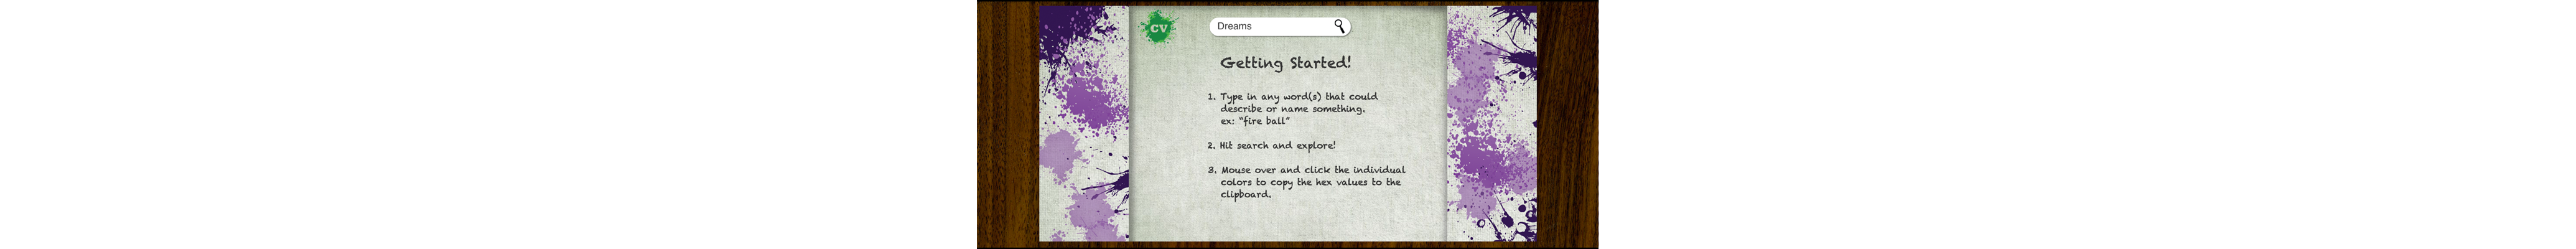 CV
Dreams
Getting Started!
1. Type in any word(s) that could
describe or name something.
ex: "fire ball"
2. Hit search and explore!
3. Mouse over and click the individual
colors to copy the hex values to the
clipboard.